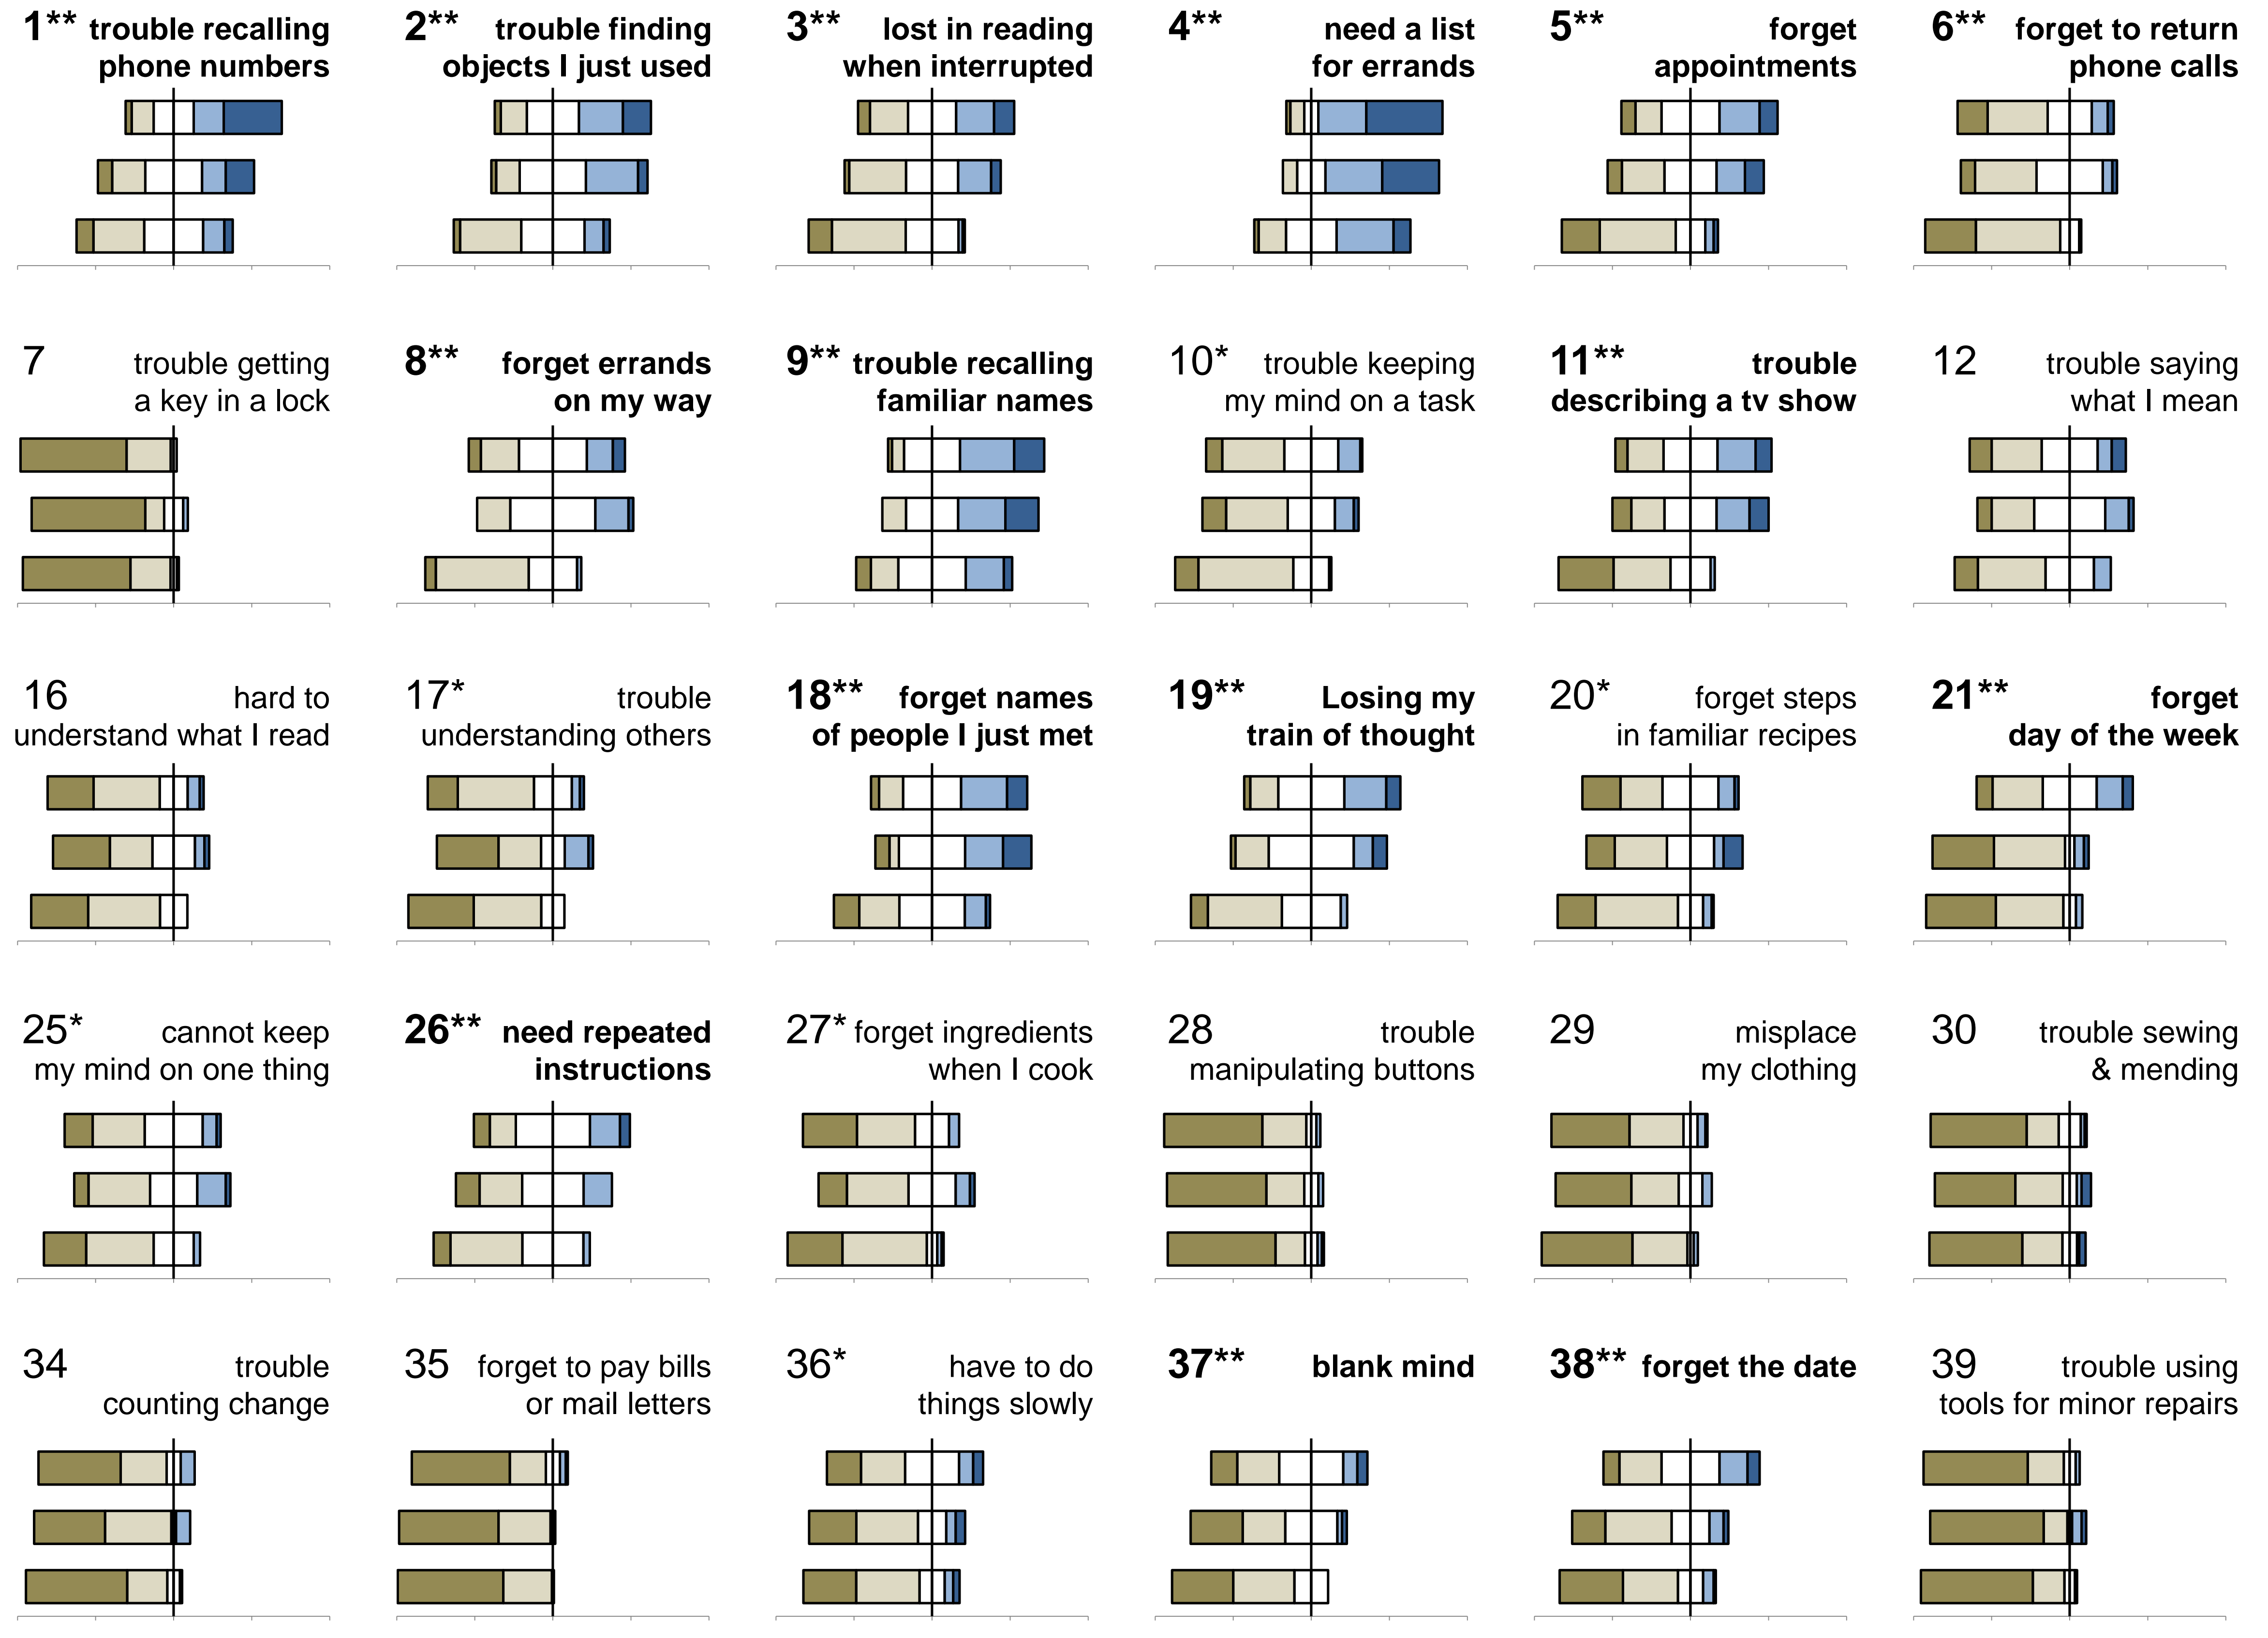 1** trouble recalling
phone numbers
2** trouble finding
objects I just used
3** lost in reading
when interrupted
4** need a list
for errands
5** forget
appointments
6** forget to return
phone calls
7 trouble getting
a key in a lock
8** forget errands
on my way
9** trouble recalling
familiar names
10* trouble keeping
my mind on a task
11** trouble
describing a tv show
12 trouble saying
what I mean
16 hard to
understand what I read
17* trouble
understanding others
18** forget names
of people I just met
19** Losing my
train of thought
20* forget steps
in familiar recipes
21** forget
day of the week
25* cannot keep
my mind on one thing
26** need repeated
instructions
27* forget ingredients
when I cook
28 trouble
manipulating buttons
29 misplace
my clothing
30 trouble sewing
& mending
34 trouble
counting change
35 forget to pay bills
or mail letters
36* have to do
things slowly
37** blank mind
38** forget the date
39 trouble using
tools for minor repairs